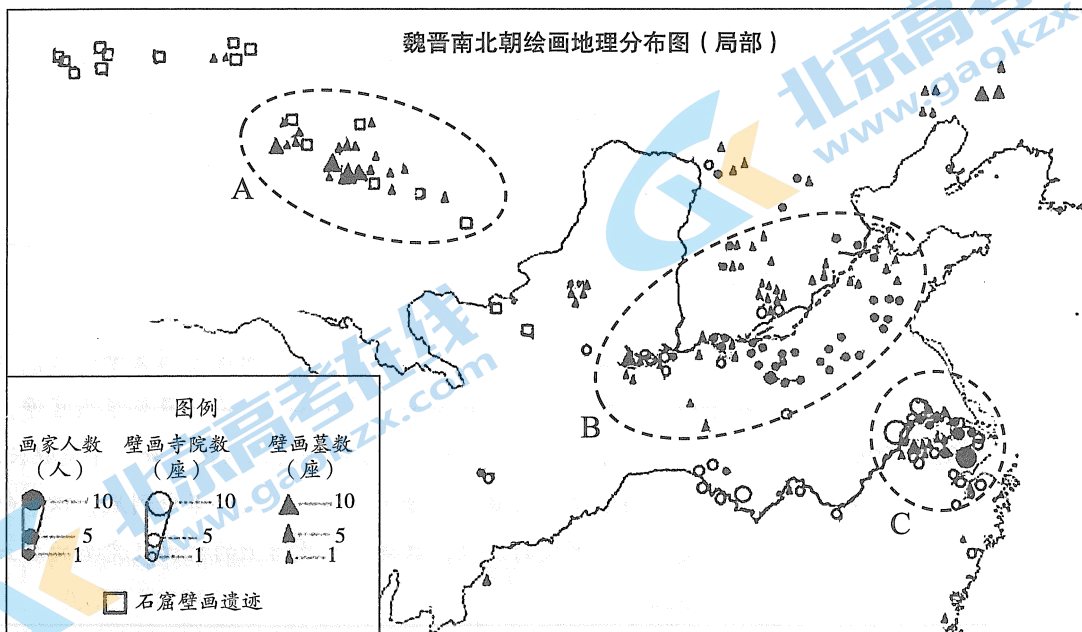 魏晋南北朝绘画地理分布图(局部)
A
B
C
图例
画家人数
(人)
壁画寺院数
(座)
壁画墓数
(座)
10
5
1
10
5
1
10
5
1
石窟壁画遗迹
北京高考在线
www.gaokzx.com
北京高考在线
www.gaokzx.com